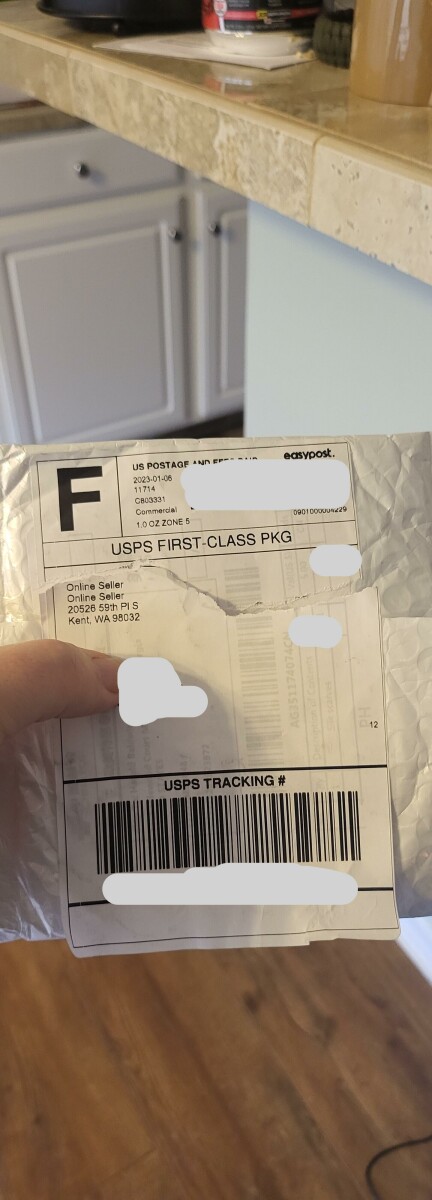 F
US POSTAGE AND FEES PAID
easypost.
2023-01-06
11714
C803331
Commercial
0901000004229
1.0 OZ ZONE 5
USPS FIRST-CLASS PKG
Online Seller
Online Seller
20526 59th Pl S
Kent, WA 98032
12
USPS TRACKING #